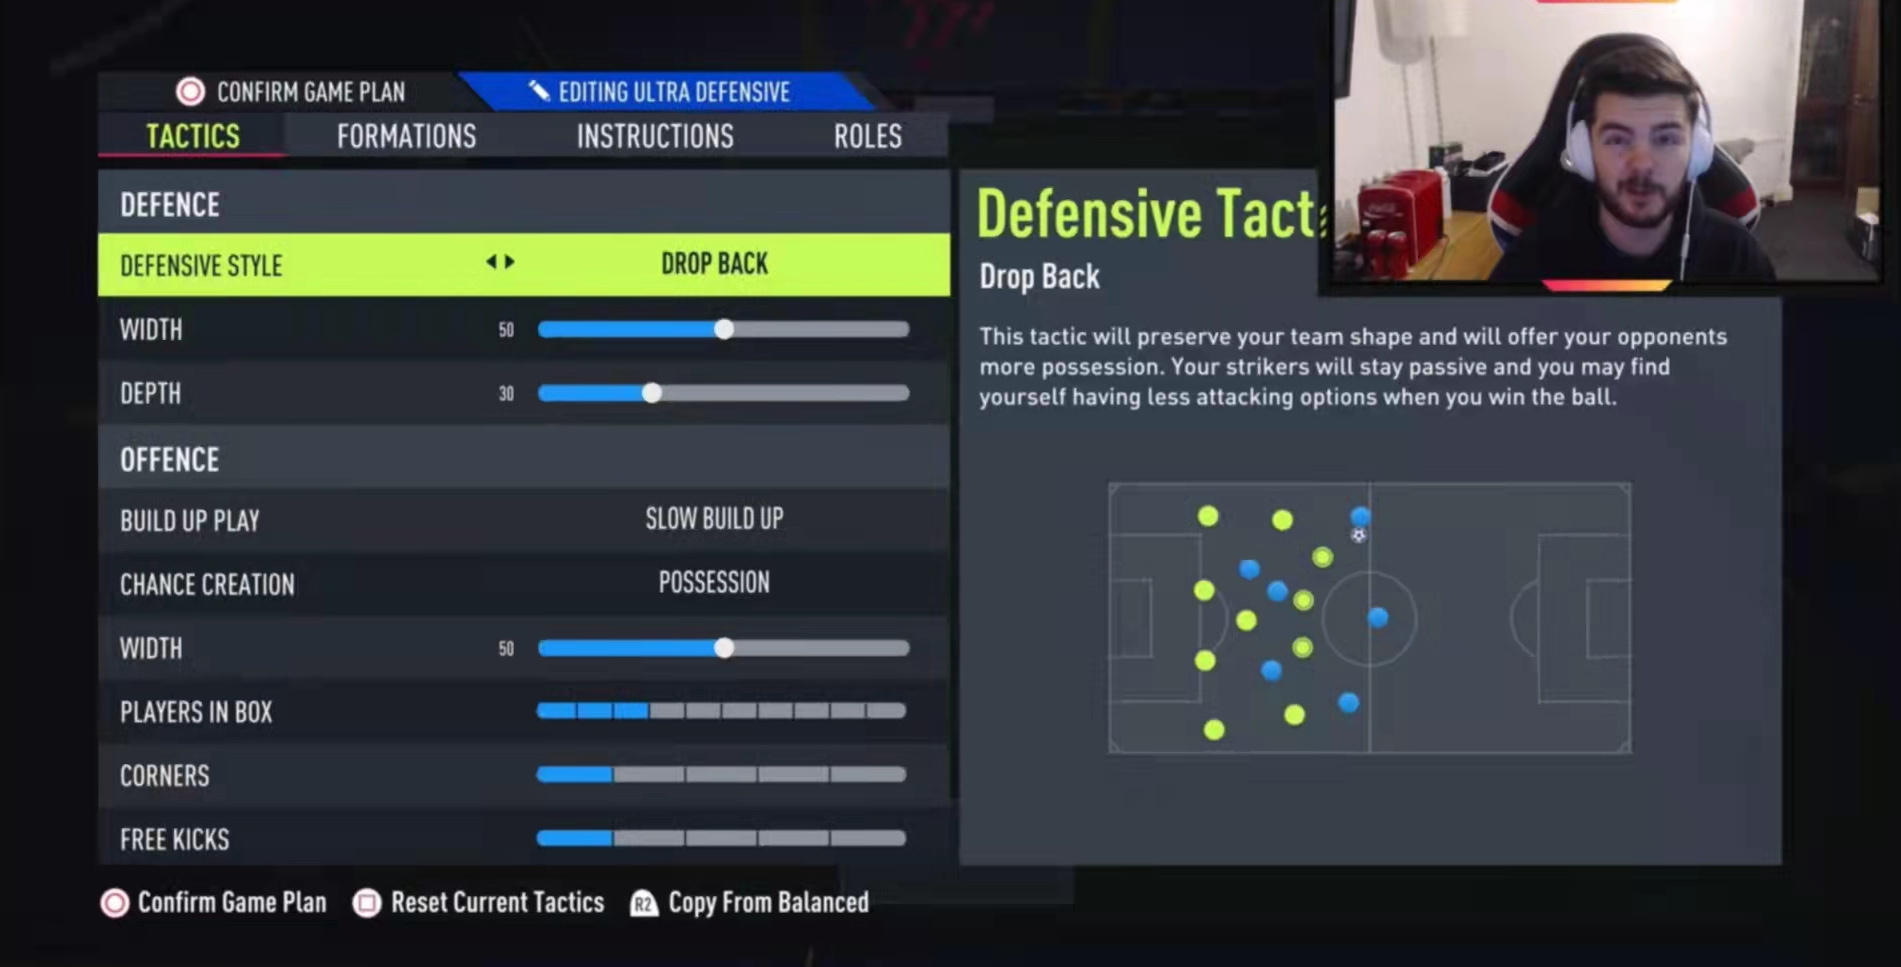 CONFIRM GAME PLAN
EDITING ULTRA DEFENSIVE
TACTICS
FORMATIONS
INSTRUCTIONS
ROLES
DEFENCE
DEFENSIVE STYLE
DROP BACK
WIDTH
50
DEPTH
30
OFFENCE
BUILD UP PLAY
SLOW BUILD UP
CHANCE CREATION
POSSESSION
WIDTH
50
PLAYERS IN BOX
CORNERS
FREE KICKS
Defensive Tact
Drop Back
This tactic will preserve your team shape and will offer your opponents
more possession. Your strikers will stay passive and you may find
yourself having less attacking options when you win the ball.
Confirm Game Plan
Reset Current Tactics
R2 Copy From Balanced